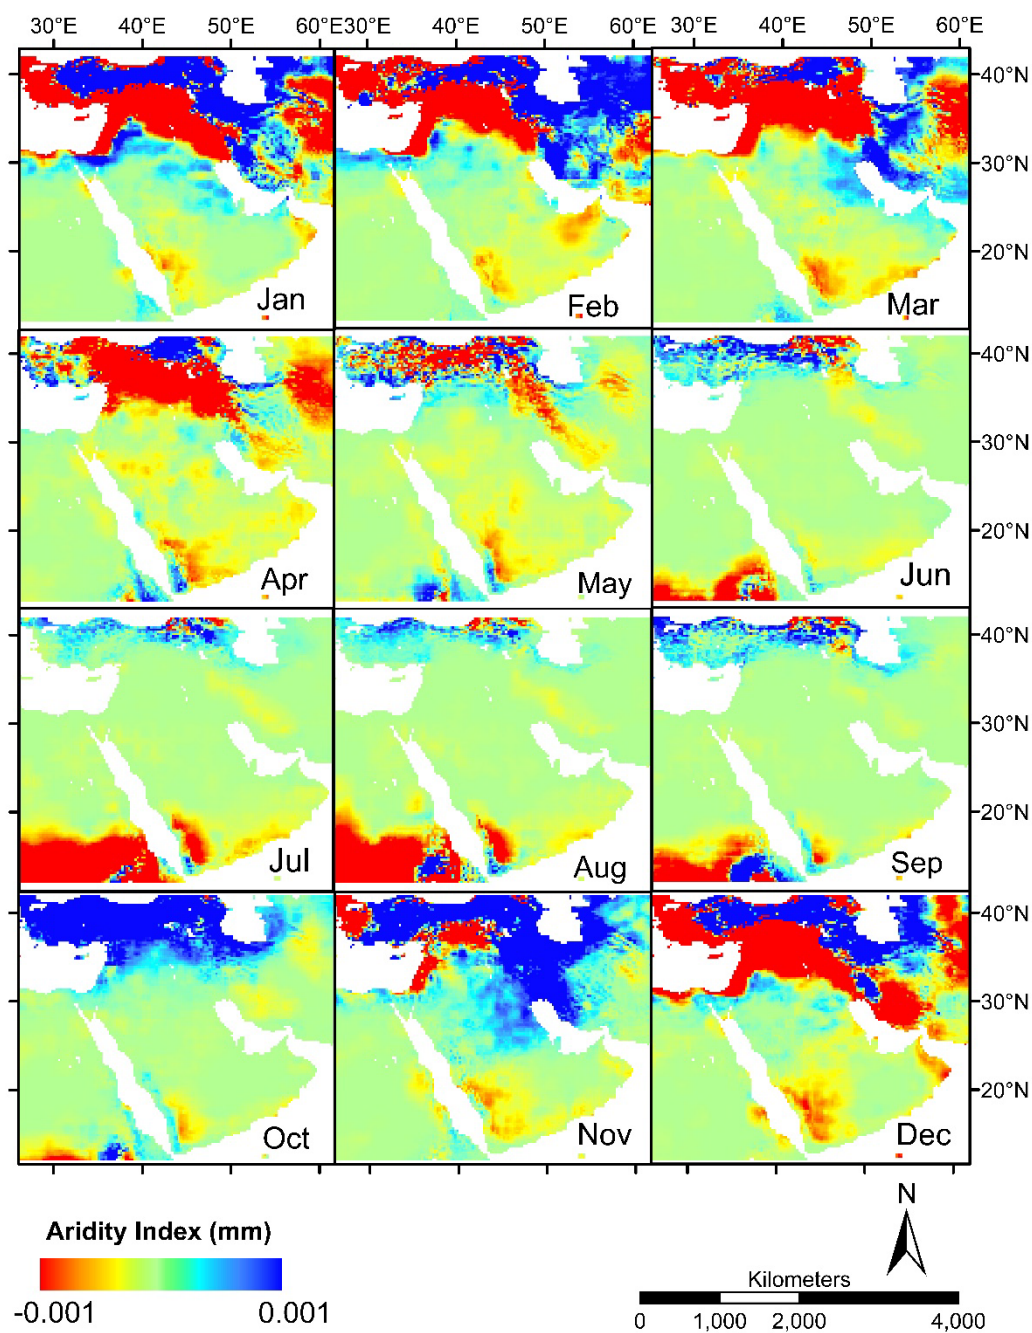 30°E 40°E 50°E 60°E 30°E 40°E 50°E 60°E 30°E 40°E 50°E 60°E
40°N
30°N
20°N
Jan Feb Mar
40°N
30°N
20°N
Apr May Jun
40°N
30°N
20°N
Jul Aug Sep
40°N
30°N
20°N
Oct Nov Dec
N
Aridity Index (mm)
-0.001 0.001
Kilometers
0 1,000 2,000 4,000